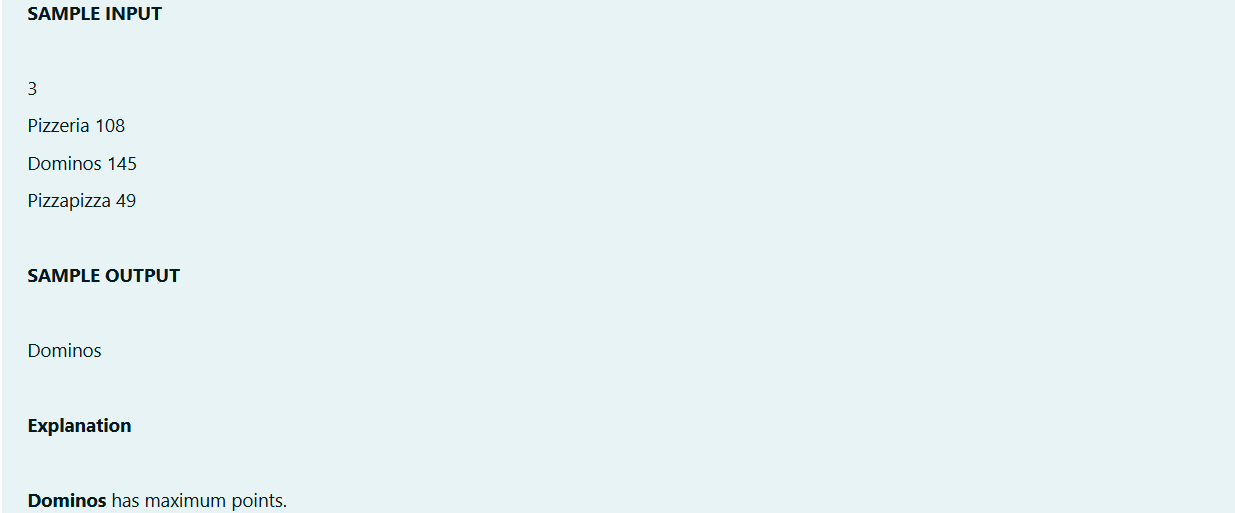 SAMPLE INPUT
3
Pizzeria 108
Dominos 145
Pizzapizza 49
SAMPLE OUTPUT
Dominos
Explanation
Dominos has maximum points.